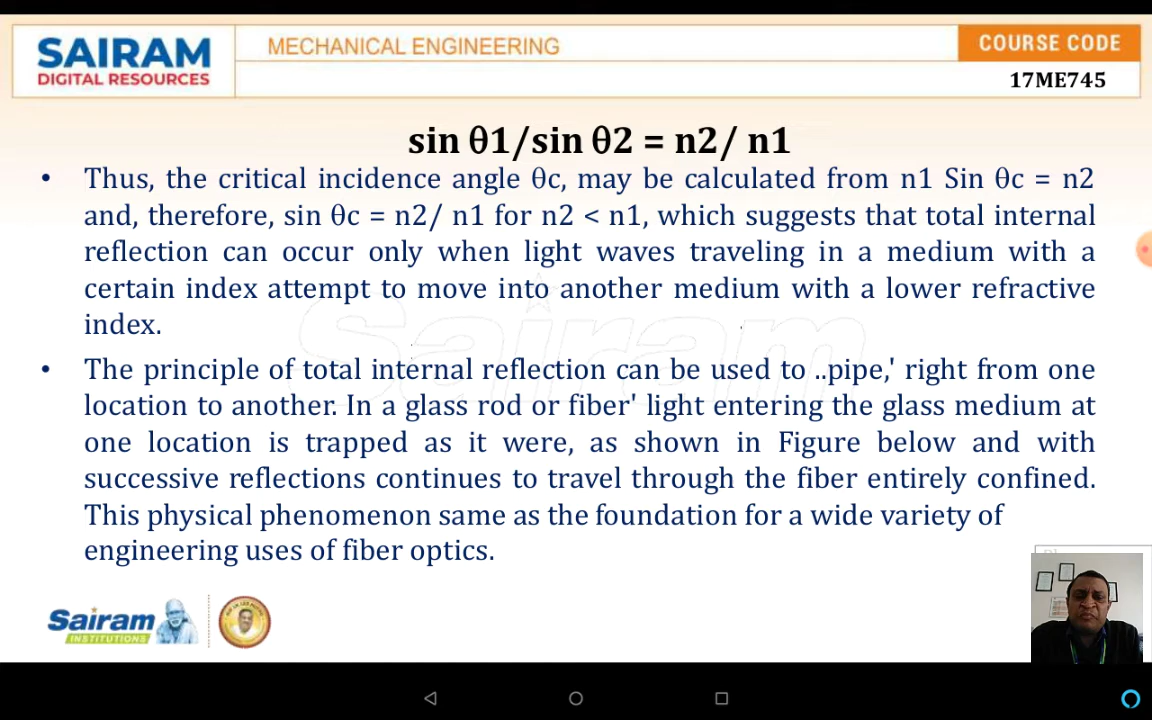 SAIRAM
DIGITAL RESOURCES
MECHANICAL ENGINEERING
COURSE CODE
17ME745
sin θ1/sin θ2 = n2/ n1
• Thus, the critical incidence angle θc, may be calculated from n1 Sin θc = n2
and, therefore, sin θc = n2/ n1 for n2 < n1, which suggests that total internal
reflection can occur only when light waves traveling in a medium with a
certain index attempt to move into another medium with a lower refractive
index.
• The principle of total internal reflection can be used to ..pipe,' right from one
location to another. In a glass rod or fiber' light entering the glass medium at
one location is trapped as it were, as shown in Figure below and with
successive reflections continues to travel through the fiber entirely confined.
This physical phenomenon same as the foundation for a wide variety of
engineering uses of fiber optics.
Sairam
Sairam
INSTITUTIONS